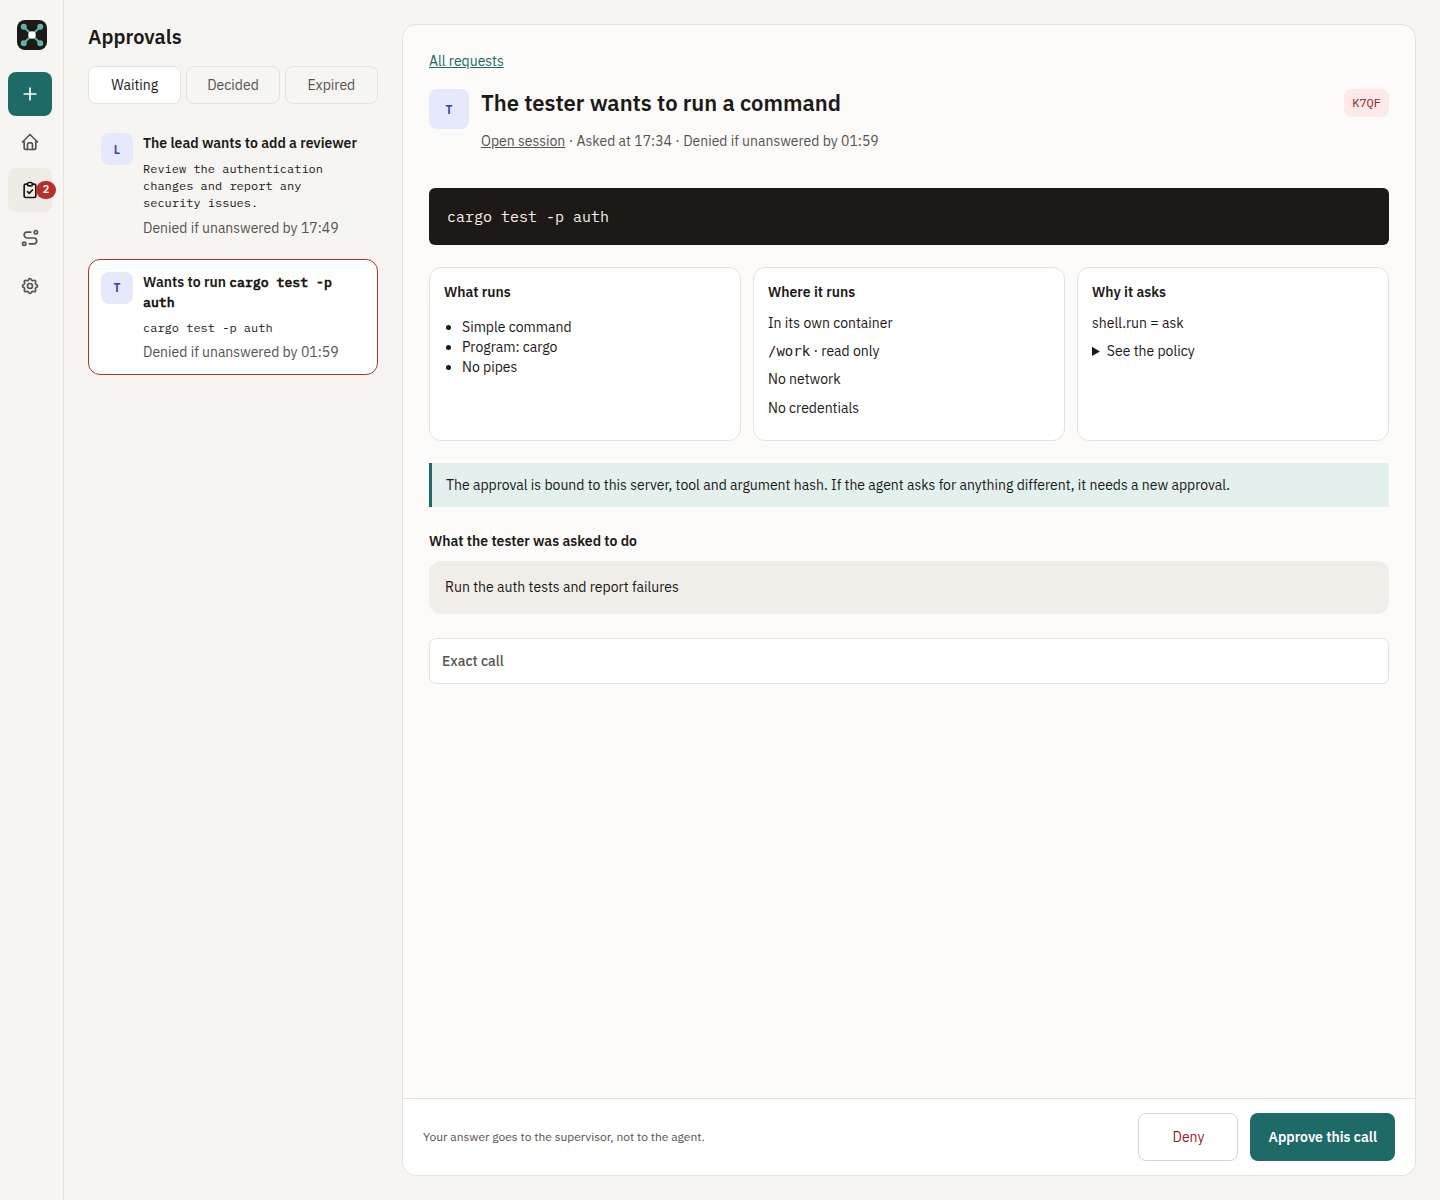 2
Approvals
Waiting
Decided
Expired
L
The lead wants to add a reviewer
Review the authentication
changes and report any
security issues.
Denied if unanswered by 17:49
T
Wants to run cargo test -p
auth
cargo test -p auth
Denied if unanswered by 01:59
All requests
T
The tester wants to run a command
K7QF
Open session · Asked at 17:34 · Denied if unanswered by 01:59
cargo test -p auth
What runs
Simple command
Program: cargo
No pipes
Where it runs
In its own container
/work · read only
No network
No credentials
Why it asks
shell.run = ask
See the policy
The approval is bound to this server, tool and argument hash. If the agent asks for anything different, it needs a new approval.
What the tester was asked to do
Run the auth tests and report failures
Exact call
Your answer goes to the supervisor, not to the agent.
Deny
Approve this call